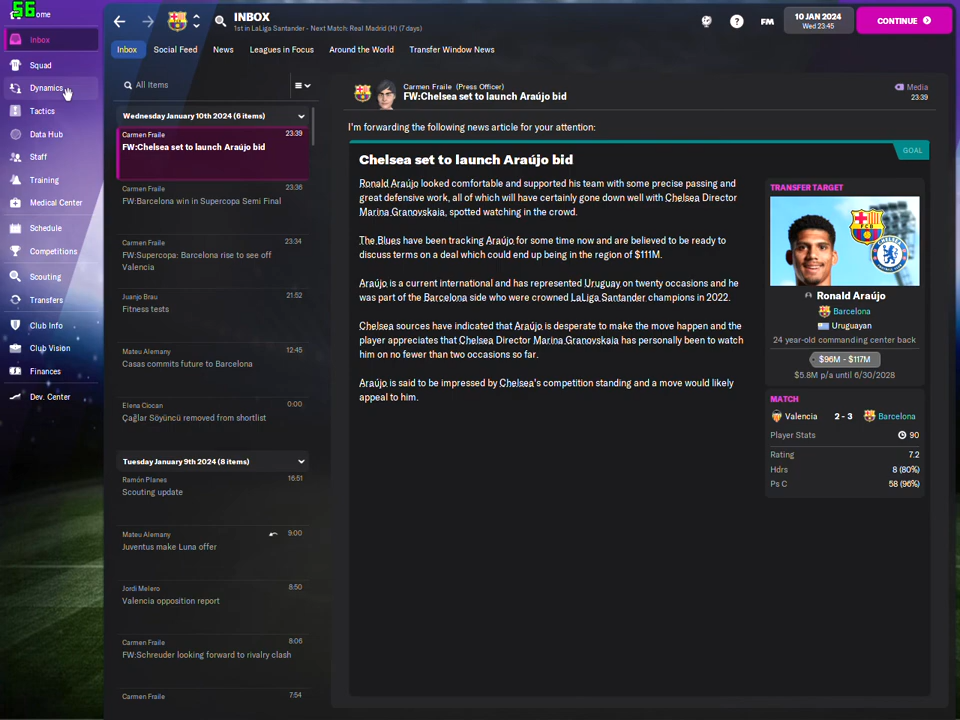 56
ome
Inbox
Squad
Dynamics
Tactics
Data Hub
Staff
Training
Medical Center
Schedule
Competitions
Scouting
Transfers
Club Info
Club Vision
Finances
Dev. Center
INBOX
1st in LaLiga Santander - Next Match: Real Madrid (H) (7 days)
?
FM
10 JAN 2024
Wed 23:45
CONTINUE
Inbox
Social Feed
News
Leagues in Focus
Around the World
Transfer Window News
All Items
Wednesday January 10th 2024 (6 items)
Carmen Fraile 23:39
FW:Chelsea set to launch Araújo bid
Carmen Fraile 23:36
FW:Barcelona win in Supercopa Semi Final
Carmen Fraile 23:34
FW:Supercopa: Barcelona rise to see off
Valencia
Juanjo Brau 21:52
Fitness tests
Mateu Alemany 12:45
Casas commits future to Barcelona
Elena Ciocan 0:00
Çağlar Söyüncü removed from shortlist
Tuesday January 9th 2024 (8 items)
Ramón Planes 16:51
Scouting update
Mateu Alemany 9:00
Juventus make Luna offer
Jordi Melero 8:50
Valencia opposition report
Carmen Fraile 8:06
FW:Schreuder looking forward to rivalry clash
Carmen Fraile 7:54
Carmen Fraile (Press Officer)
FW:Chelsea set to launch Araújo bid
Media
23:39
I'm forwarding the following news article for your attention:
GOAL
Chelsea set to launch Araújo bid
Ronald Araújo looked comfortable and supported his team with some precise passing and
great defensive work, all of which will have certainly gone down well with Chelsea Director
Marina Granovskaia, spotted watching in the crowd.
The Blues have been tracking Araújo for some time now and are believed to be ready to
discuss terms on a deal which could end up being in the region of $111M.
Araújo is a current international and has represented Uruguay on twenty occasions and he
was part of the Barcelona side who were crowned LaLiga Santander champions in 2022.
Chelsea sources have indicated that Araújo is desperate to make the move happen and the
player appreciates that Chelsea Director Marina Granovskaia has personally been to watch
him on no fewer than two occasions so far.
Araújo is said to be impressed by Chelsea's competition standing and a move would likely
appeal to him.
TRANSFER TARGET
Ronald Araújo
Barcelona
Uruguayan
24 year-old commanding center back
$96M - $117M
$5.8M p/a until 6/30/2028
MATCH
Valencia 2 - 3 Barcelona
Player Stats 90
Rating 7.2
Hdrs 8 (80%)
Ps C 58 (96%)